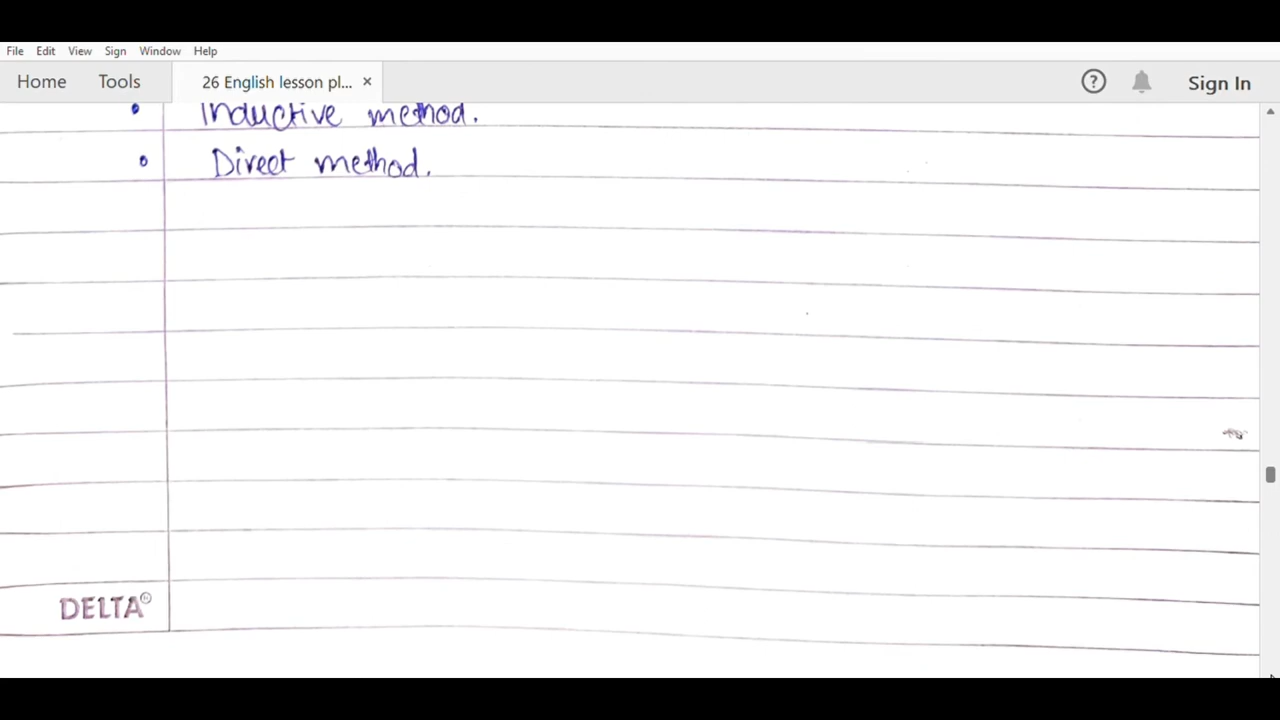 File Edit View Sign Window Help
Home Tools 26 English lesson pl... × ? Sign In
• Inductive method.
• Direct method.
DELTA®